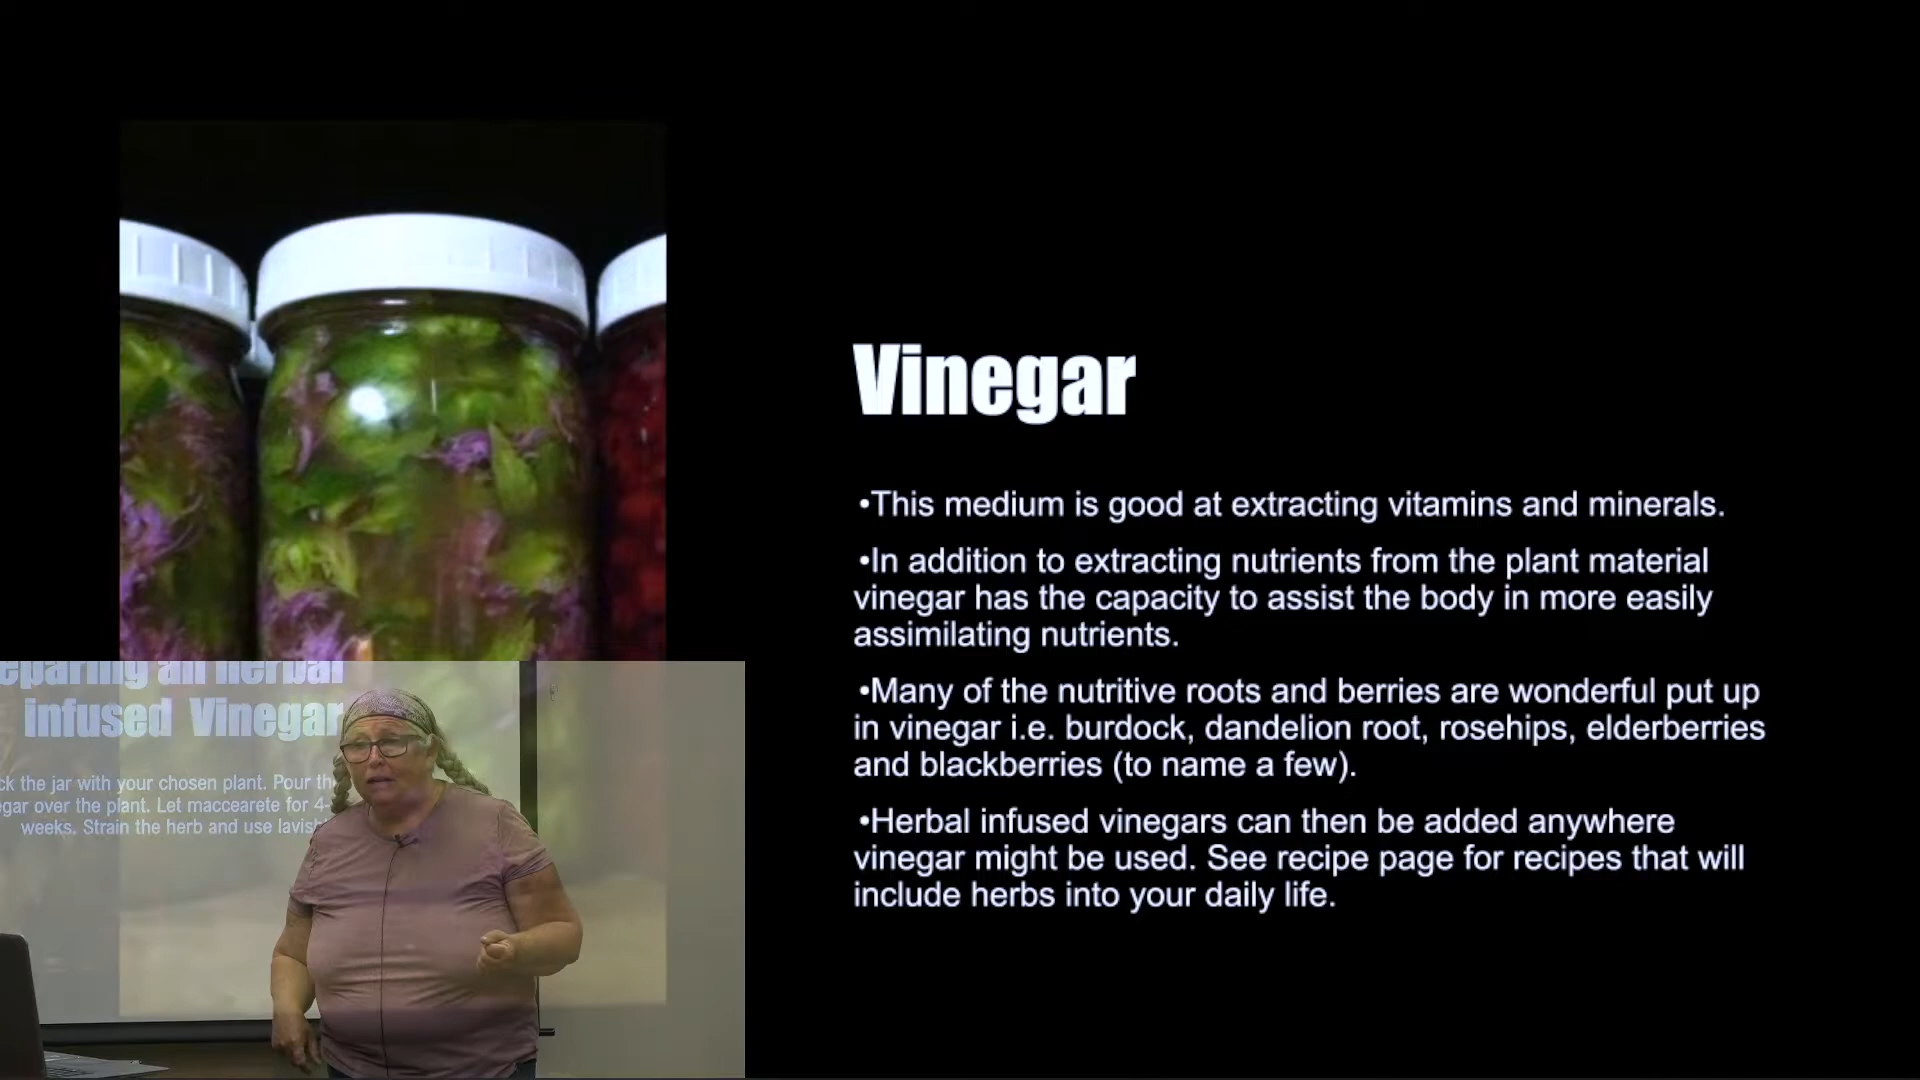 Vinegar
•This medium is good at extracting vitamins and minerals.
•In addition to extracting nutrients from the plant material
vinegar has the capacity to assist the body in more easily
assimilating nutrients.
•Many of the nutritive roots and berries are wonderful put up
in vinegar i.e. burdock, dandelion root, rosehips, elderberries
and blackberries (to name a few).
•Herbal infused vinegars can then be added anywhere
vinegar might be used. See recipe page for recipes that will
include herbs into your daily life.
eparing an herbal
infused Vinegar
ck the jar with your chosen plant. Pour th
egar over the plant. Let maccearete for 4-
weeks. Strain the herb and use lavish